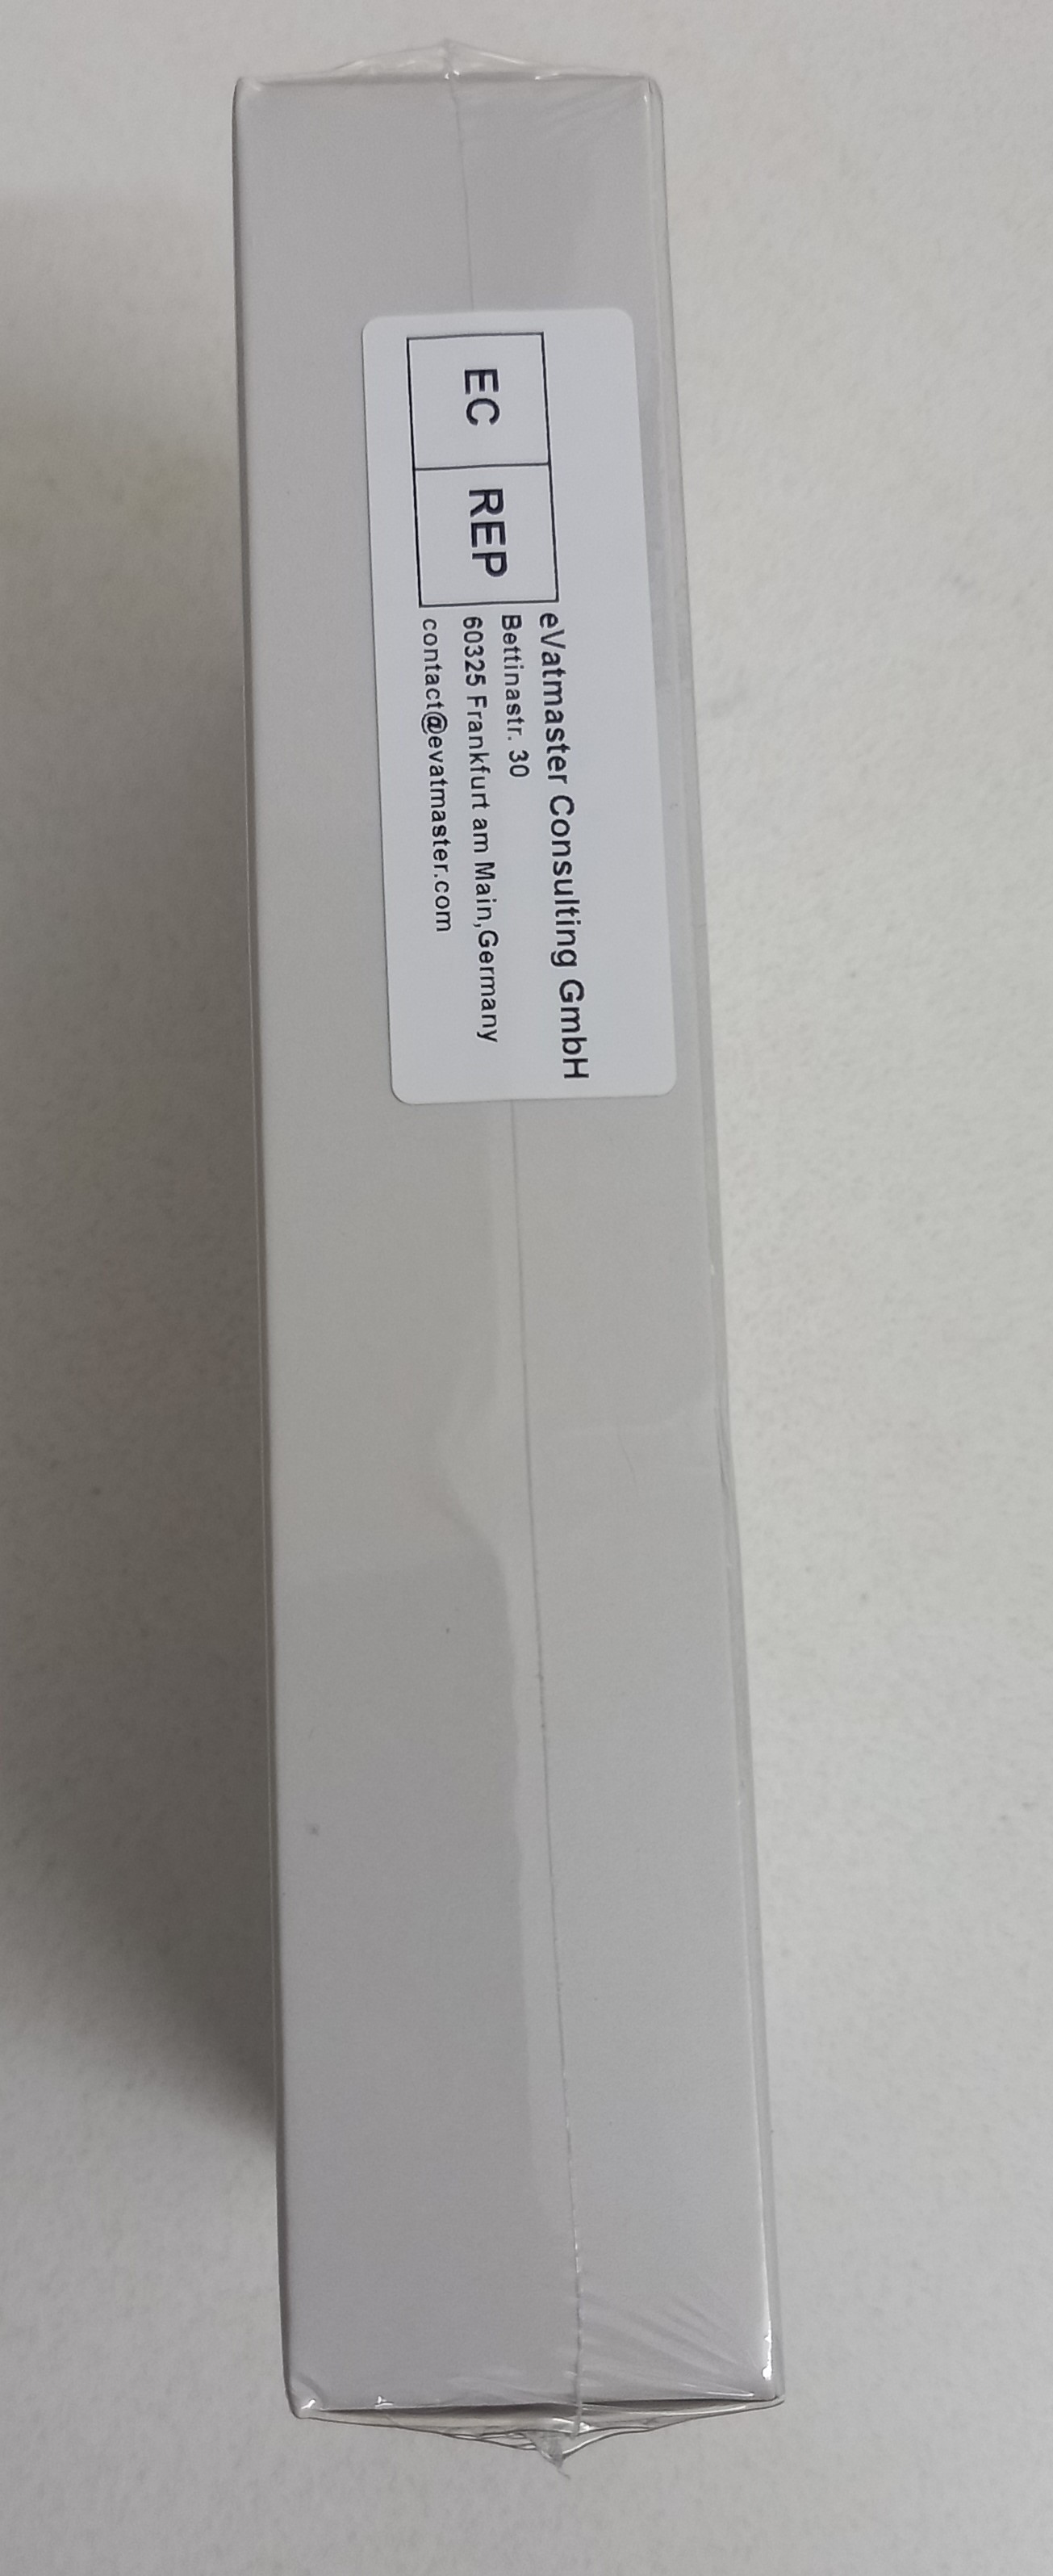 EC REP
eVatmaster Consulting GmbH
Bettinastr. 30
60325 Frankfurt am Main,Germany
contact@evatmaster.com